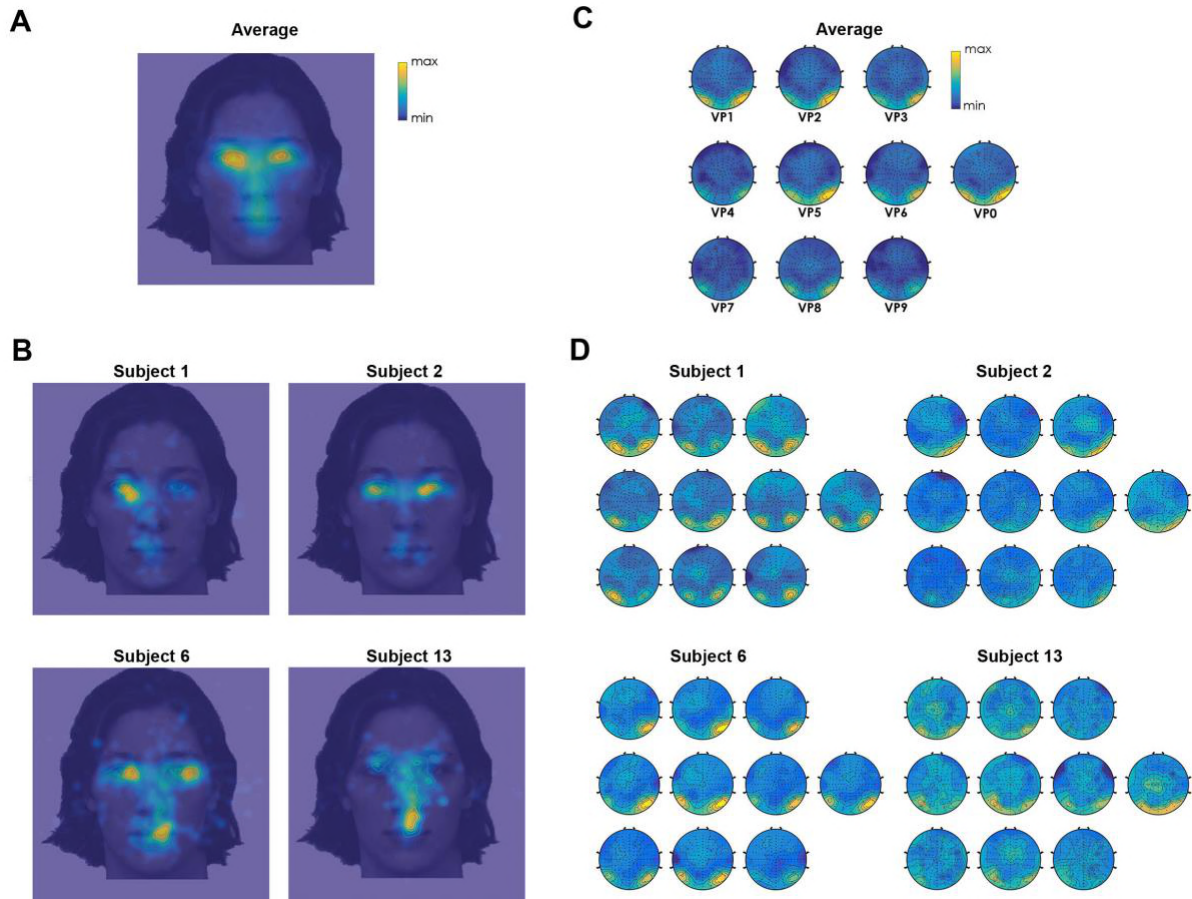 A
Average
max
min
C
Average
max
min
VP1 VP2 VP3
VP4 VP5 VP6 VP0
VP7 VP8 VP9
B
Subject 1 Subject 2
Subject 6 Subject 13
D
Subject 1 Subject 2
Subject 6 Subject 13